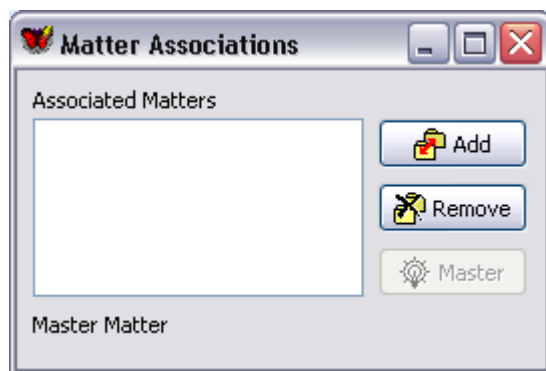 Matter Associations
Associated Matters
Add
Remove
Master
Master Matter